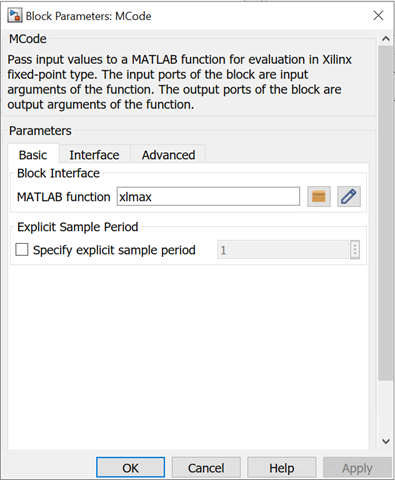 Block Parameters: MCode
MCode
Pass input values to a MATLAB function for evaluation in Xilinx
fixed-point type. The input ports of the block are input
arguments of the function. The output ports of the block are
output arguments of the function.
Parameters
Basic Interface Advanced
Block Interface
MATLAB function xlmax
Explicit Sample Period
Specify explicit sample period 1
OK Cancel Help Apply